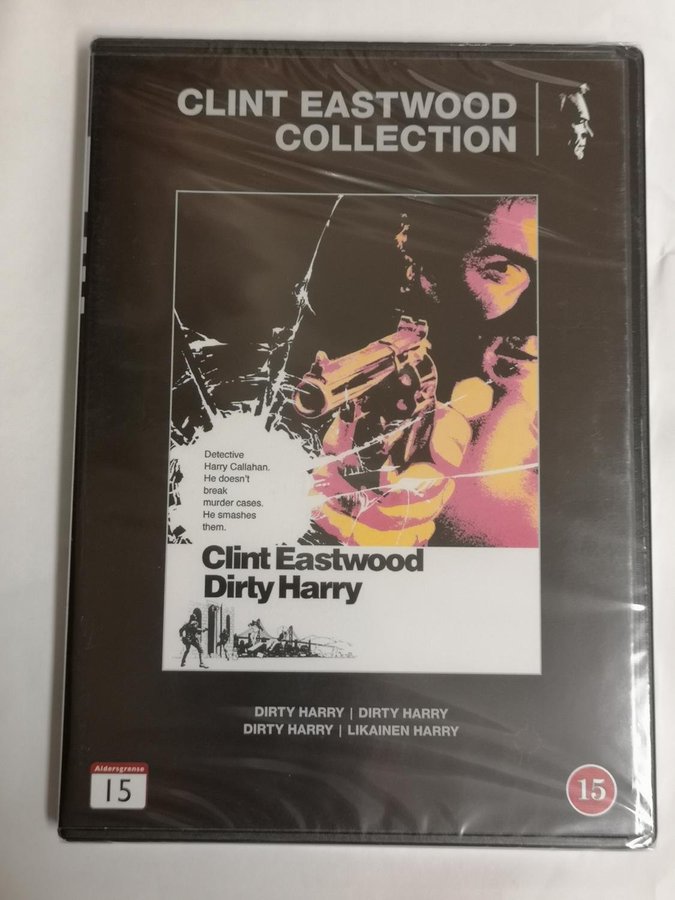 CLINT EASTWOOD
COLLECTION
Detective
Harry Callahan.
He doesn't
break
murder cases.
He smashes
them.
Clint Eastwood
Dirty Harry
DIRTY HARRY | DIRTY HARRY
DIRTY HARRY | LIKAINEN HARRY
Aldersgrense
15
15